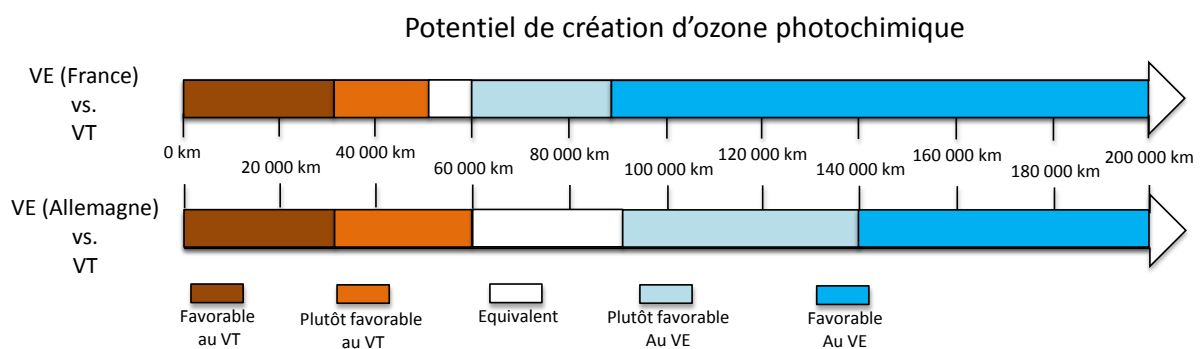 Potentiel de création d’ozone photochimique
VE (France)
vs.
VT
0 km
20 000 km
40 000 km
60 000 km
80 000 km
100 000 km
120 000 km
140 000 km
160 000 km
180 000 km
200 000 km
VE (Allemagne)
vs.
VT
Favorable
au VT
Plutôt favorable
au VT
Equivalent
Plutôt favorable
Au VE
Favorable
Au VE